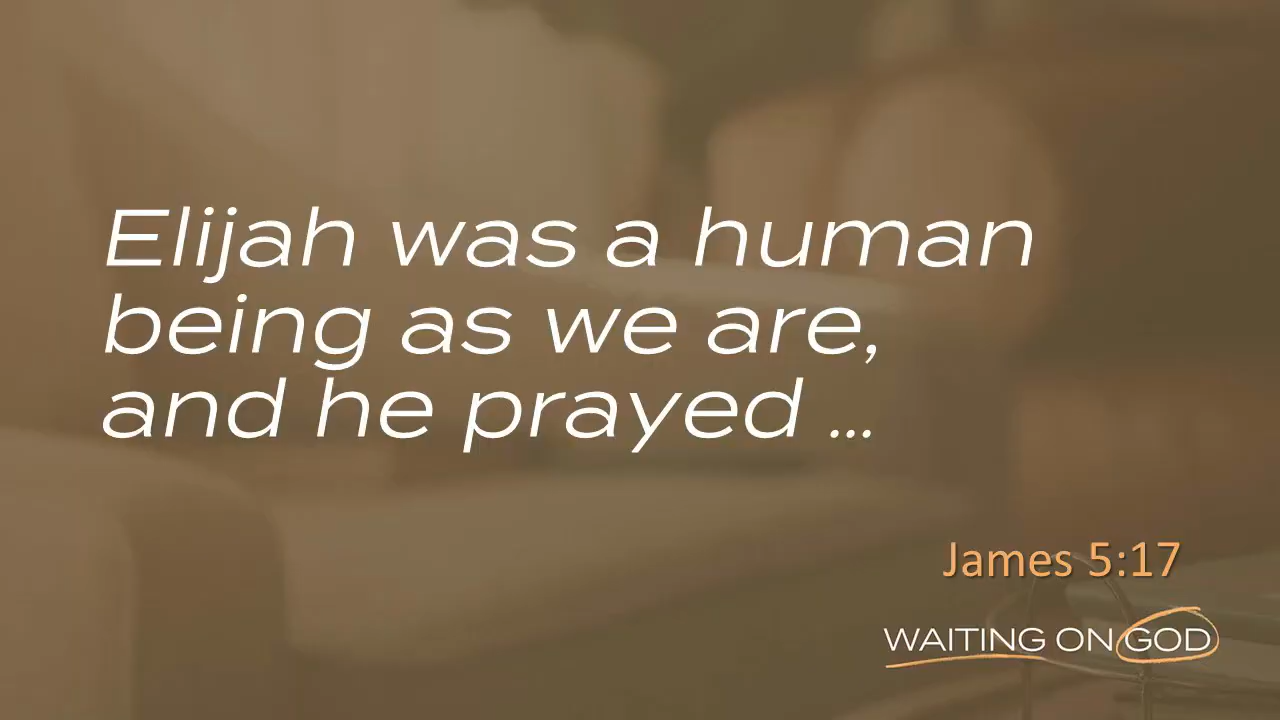 Elijah was a human
being as we are,
and he prayed ...
James 5:17
WAITING ON GOD